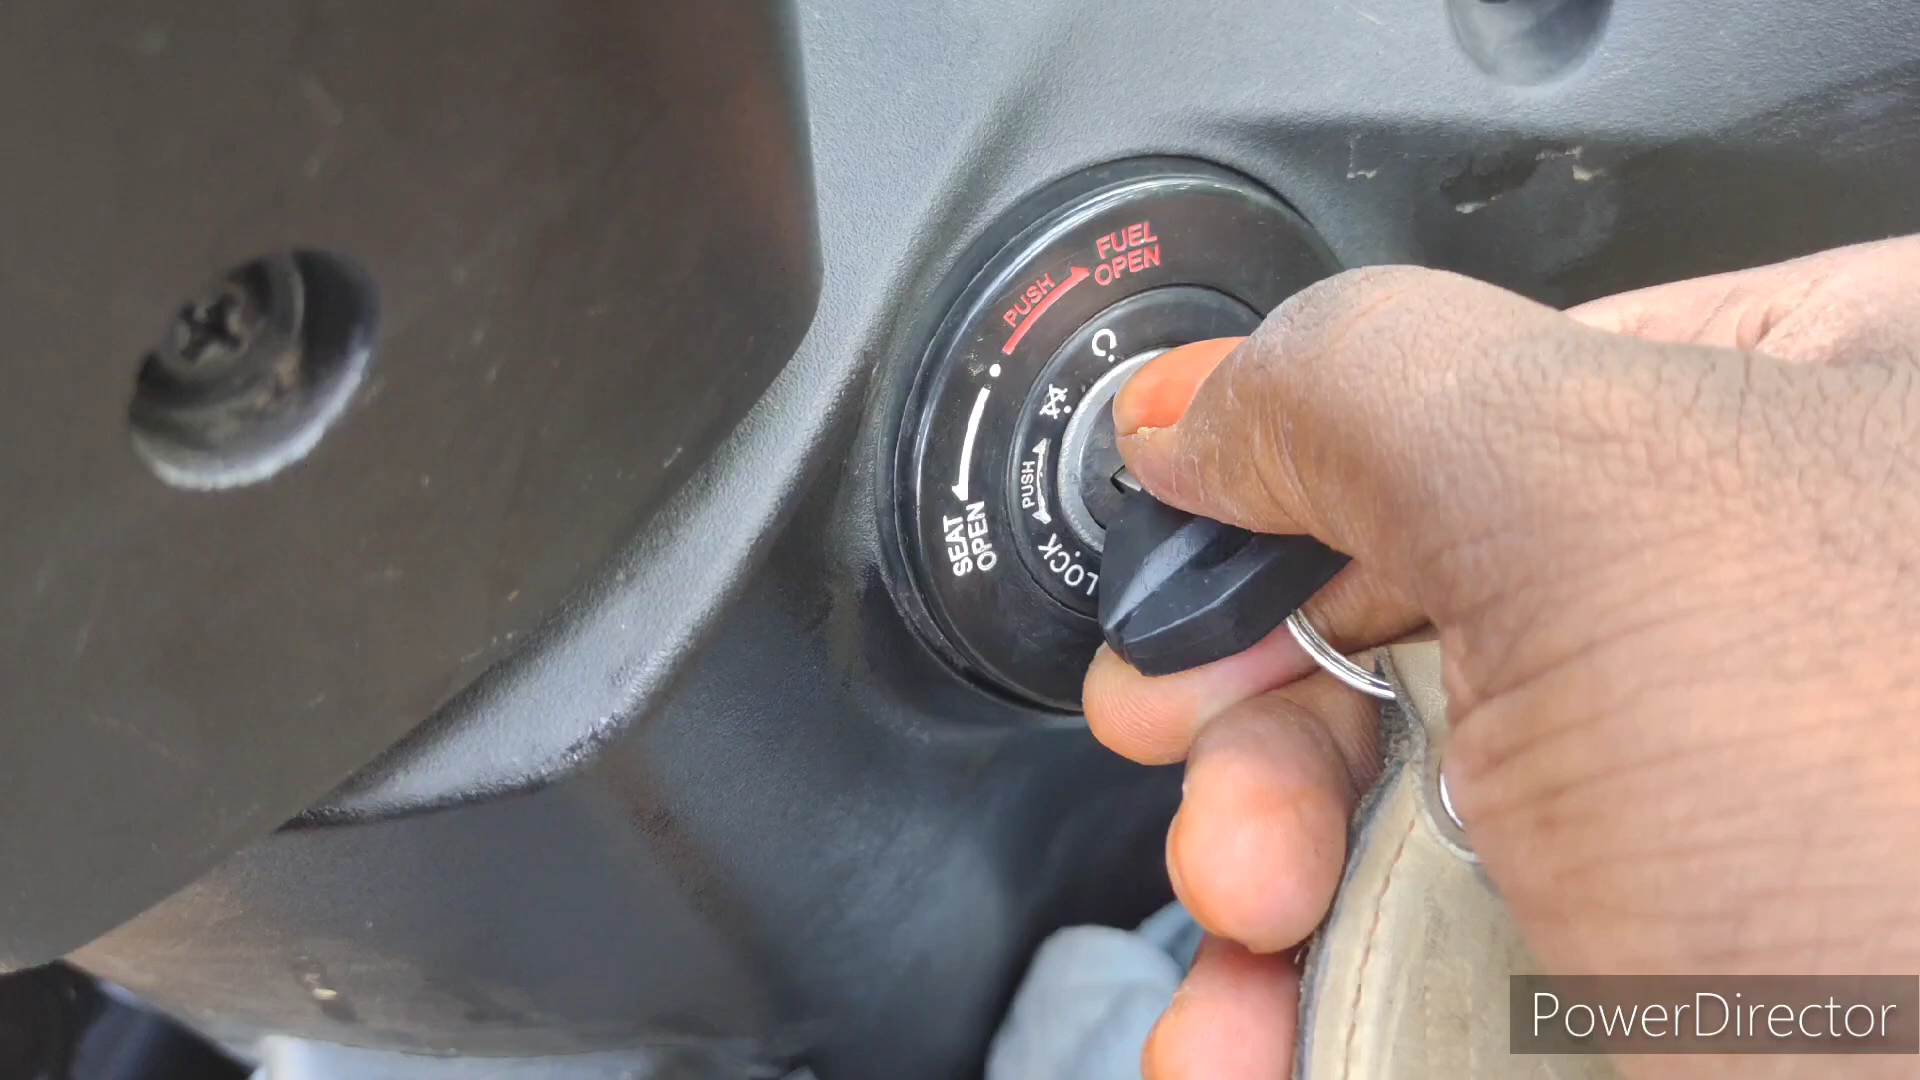 FUEL
OPEN
PUSH
PUSH
SEAT
OPEN
LOCK
PowerDirector